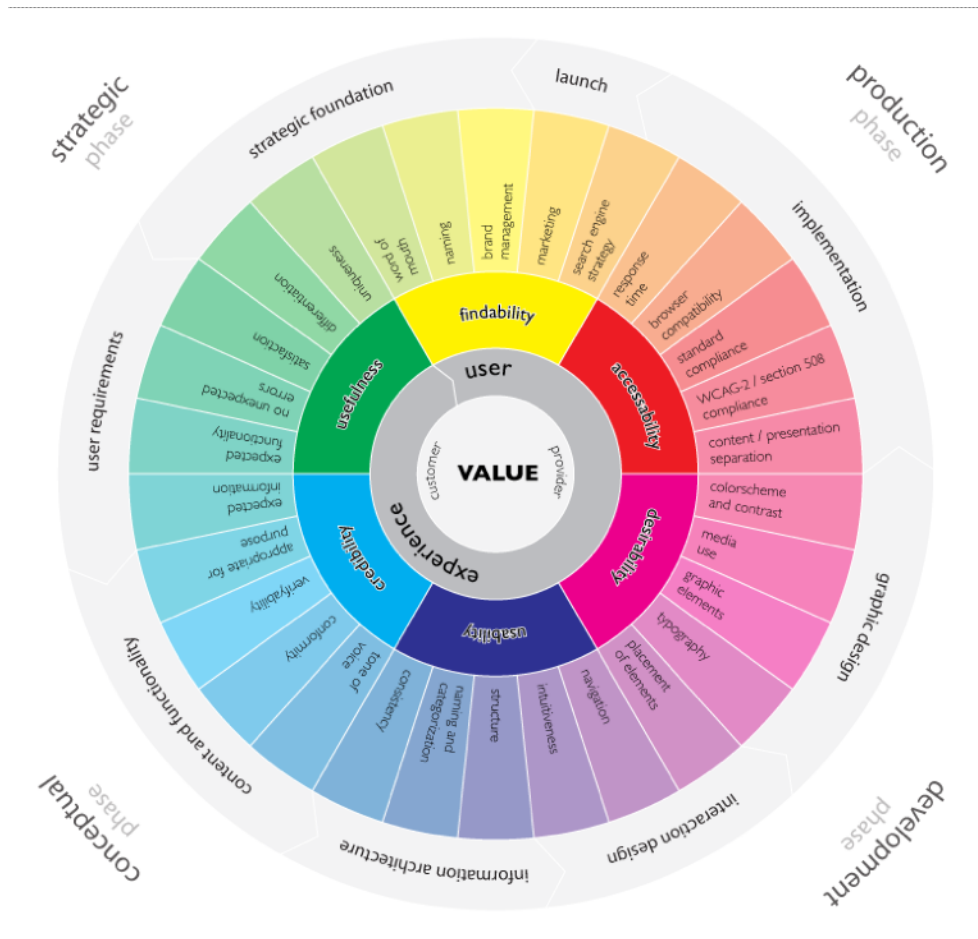 strategic
phase
production
phase
development
phase
conceptual
phase
launch
implementation
graphic design
interaction design
information architecture
content and functionality
user requirements
strategic foundation
brand
management
marketing
search engine
strategy
response
time
browser
compatibility
standard
compliance
WCAG-2 / section 508
compliance
content / presentation
separation
colorscheme
and contrast
media
use
graphic
elements
typography
placement
of elements
navigation
intuitiveness
structure
naming and
categorization
consistency
tone of
voice
conformity
verifyability
appropriate for
purpose
expected
information
expected
functionality
no unexpected
errors
satisfaction
differentiation
uniqueness
word of
mouth
naming
findability
accessability
desirability
usability
credibility
usefulness
user
experience
customer
provider
VALUE